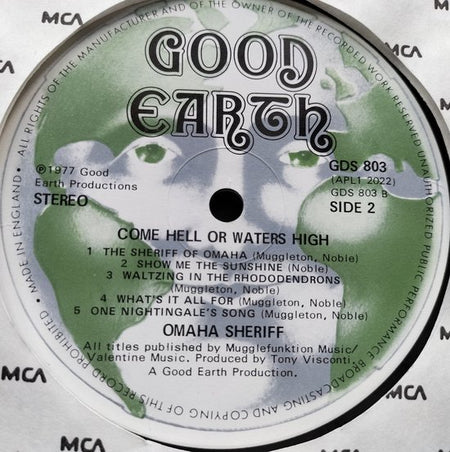 MCA
MCA
ALL RIGHTS OF THE MANUFACTURER AND OF THE OWNER OF THE RECORDED WORK RESERVED UNAUTHORIZED PUBLIC PERFORMANCE BROADCASTING AND COPYING OF THIS RECORD PROHIBITED • MADE IN ENGLAND •
GOOD
EARTH
℗1977 Good
Earth Productions
STEREO
GDS 803
(APL1 2022)
GDS 803 B
SIDE 2
COME HELL OR WATERS HIGH
1 THE SHERIFF OF OMAHA (Muggleton, Noble)
2 SHOW ME THE SUNSHINE (Noble)
3 WALTZING IN THE RHODODENDRONS
(Muggleton, Noble)
4 WHAT'S IT ALL FOR (Muggleton, Noble)
5 ONE NIGHTINGALE'S SONG (Muggleton, Noble)
OMAHA SHERIFF
All titles published by Mugglefunktion Music/
Valentine Music. Produced by Tony Visconti.
A Good Earth Production.
MCA
MCA
MCA
MCA